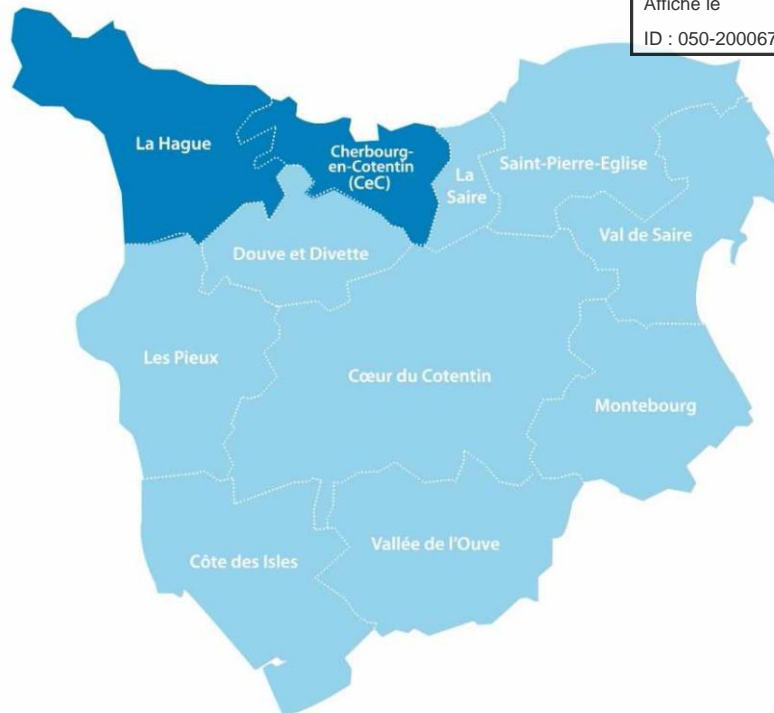 Affiché le
ID : 050-200067
La Hague
Cherbourg-
en-Cotentin
(CeC)
La
Saire
Saint-Pierre-Eglise
Val de Saire
Douve et Divette
Les Pieux
Cœur du Cotentin
Montebourg
Côte des Isles
Vallée de l'Ouve